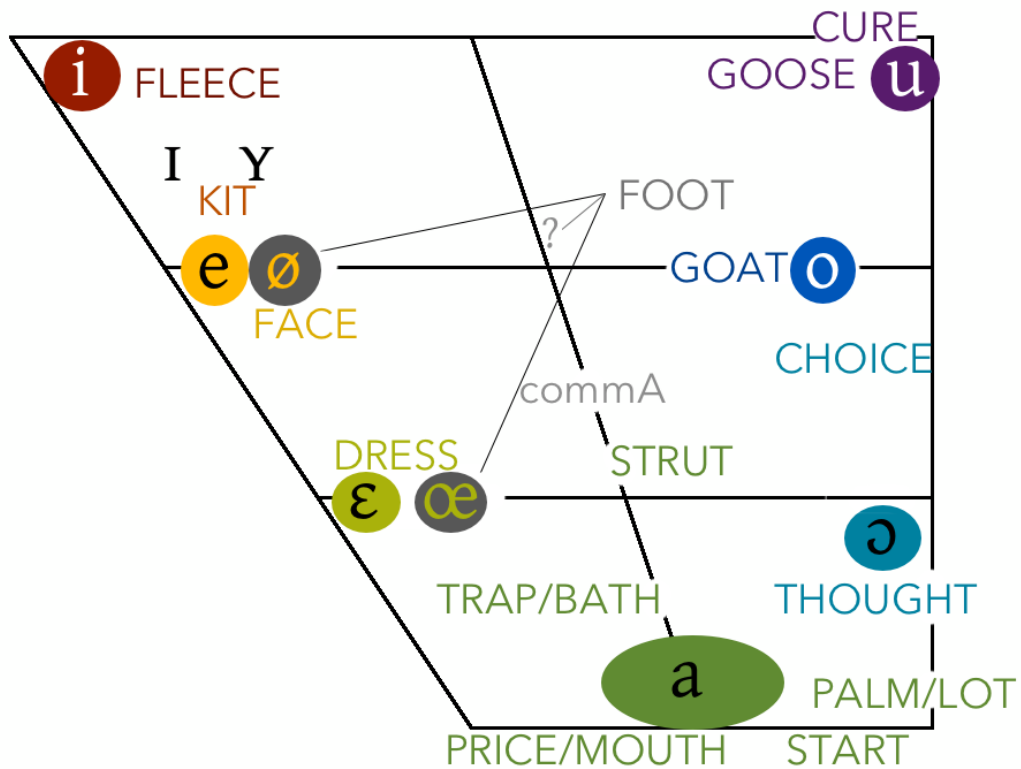 CURE
i FLEECE GOOSE u
I Y
KIT FOOT
?
e ø GOAT o
FACE
CHOICE
commA
DRESS STRUT
ɛ œ
ɔ
TRAP/BATH THOUGHT
a PALM/LOT
PRICE/MOUTH START